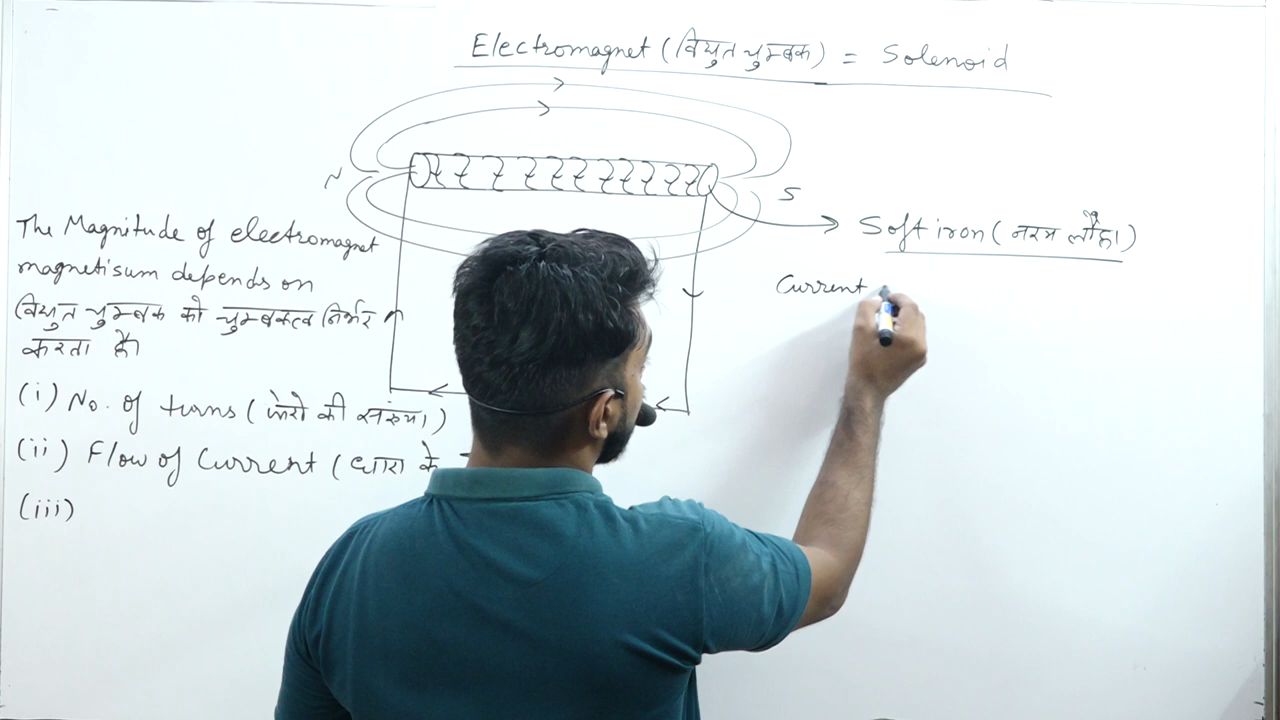 Electromagnet (विद्युत चुम्बक) = Solenoid
N
S
Soft iron (नरम लौहा)
Current
The Magnitude of electromagnet
magnetisum depends on
विद्युत चुम्बक को चुम्बकत्व निर्भर
करता है
(i) No. of turns (फेरो की संख्या)
(ii) Flow of Current (धारा के
(iii)